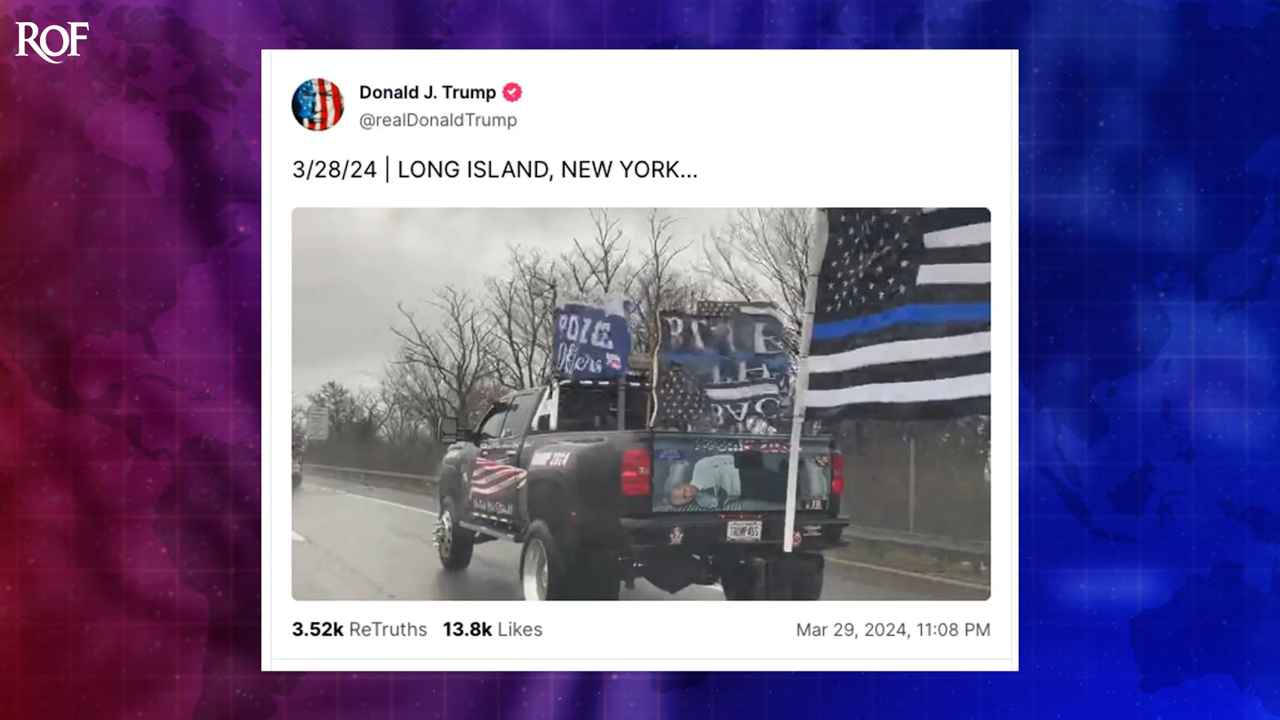 ROF
Donald J. Trump
@realDonaldTrump
3/28/24 | LONG ISLAND, NEW YORK...
TRUMP 2024
3.52k ReTruths 13.8k Likes
Mar 29, 2024, 11:08 PM